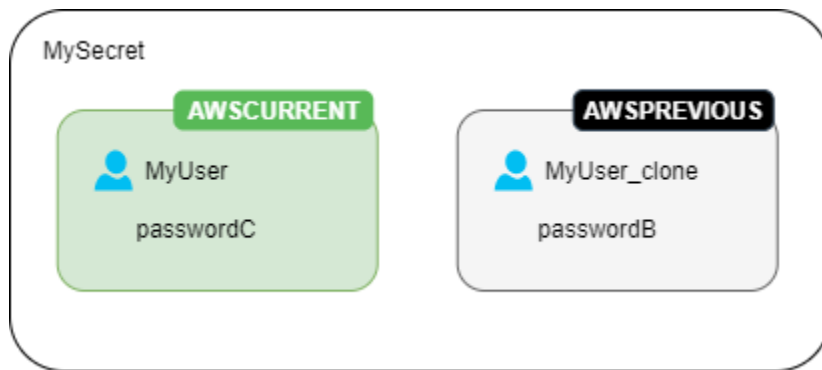 MySecret
AWSCURRENT
MyUser
passwordC
AWSPREVIOUS
MyUser_clone
passwordB